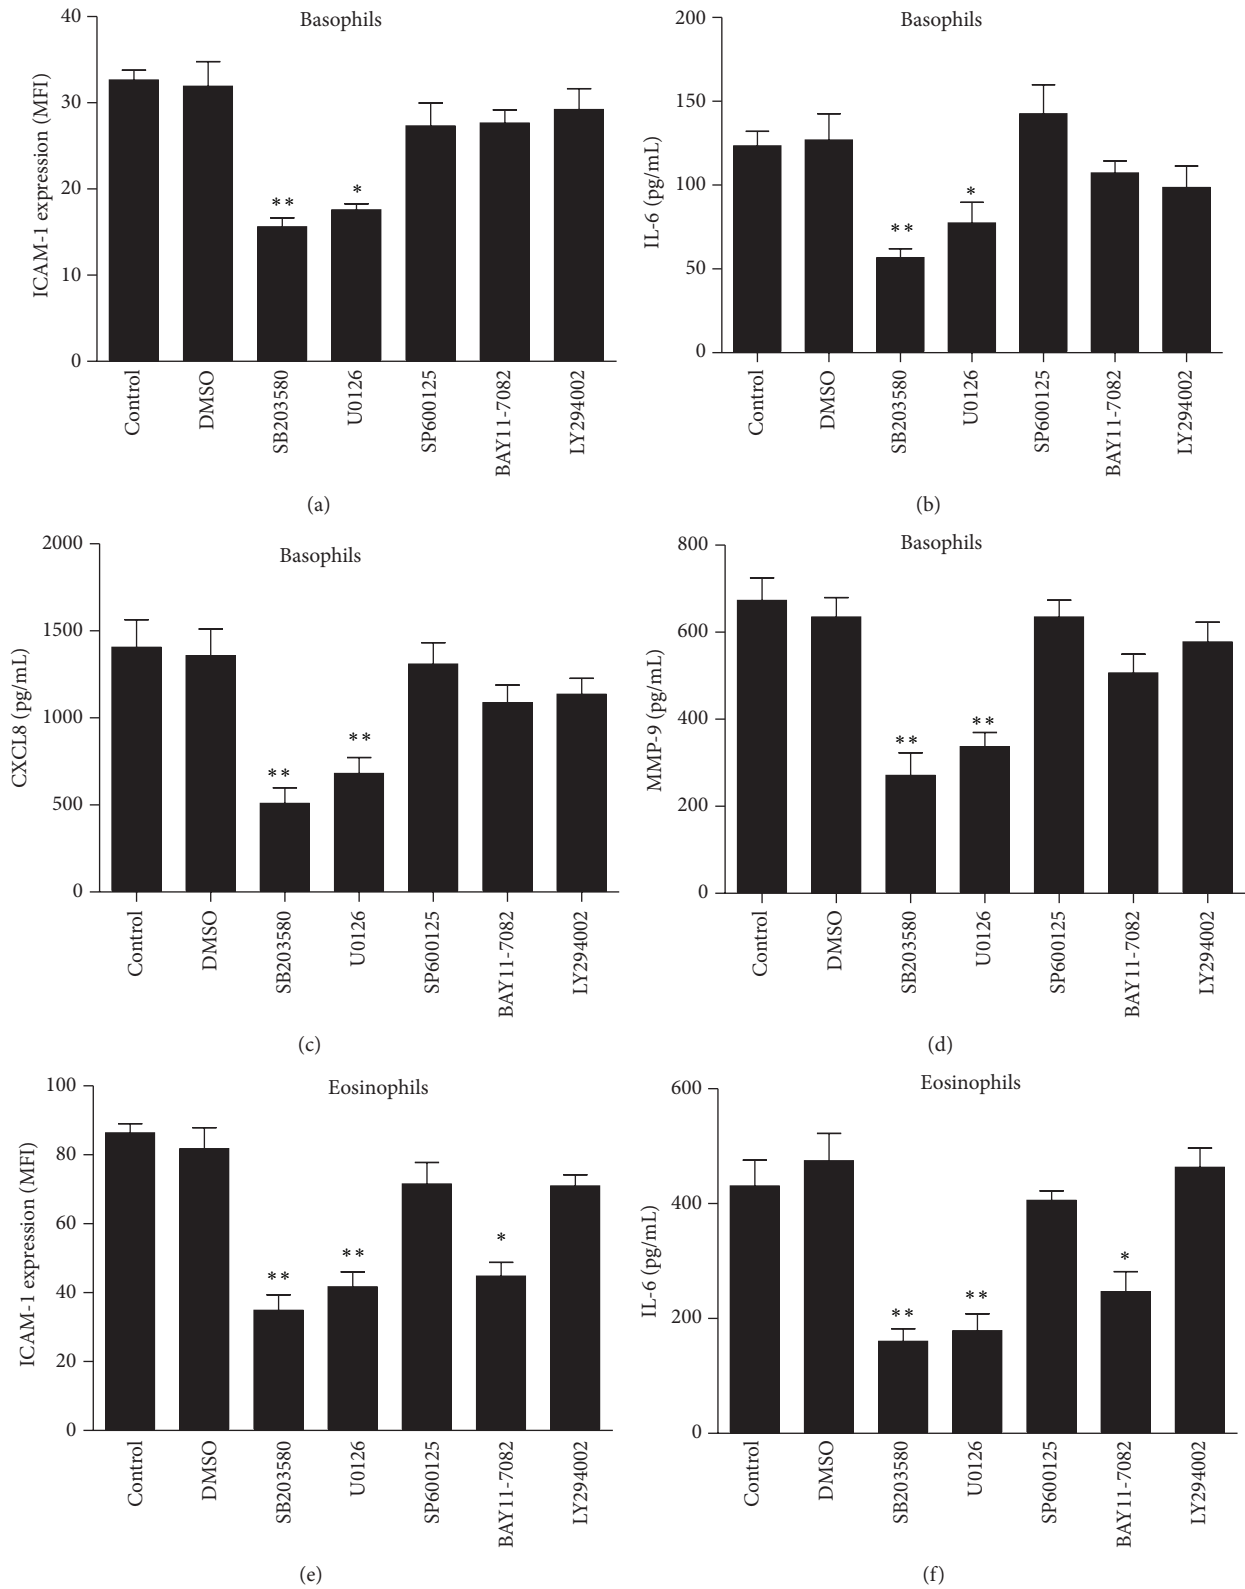 Basophils
ICAM-1 expression (MFI)
40
30
20
10
0
**
*
Control
DMSO
SB203580
U0126
SP600125
BAY11-7082
LY294002
(a)
Basophils
IL-6 (pg/mL)
200
150
100
50
0
**
*
Control
DMSO
SB203580
U0126
SP600125
BAY11-7082
LY294002
(b)
Basophils
CXCL8 (pg/mL)
2000
1500
1000
500
0
**
**
Control
DMSO
SB203580
U0126
SP600125
BAY11-7082
LY294002
(c)
Basophils
MMP-9 (pg/mL)
800
600
400
200
0
**
**
Control
DMSO
SB203580
U0126
SP600125
BAY11-7082
LY294002
(d)
Eosinophils
ICAM-1 expression (MFI)
100
80
60
40
20
0
**
**
*
Control
DMSO
SB203580
U0126
SP600125
BAY11-7082
LY294002
(e)
Eosinophils
IL-6 (pg/mL)
600
400
200
0
**
**
*
Control
DMSO
SB203580
U0126
SP600125
BAY11-7082
LY294002
(f)